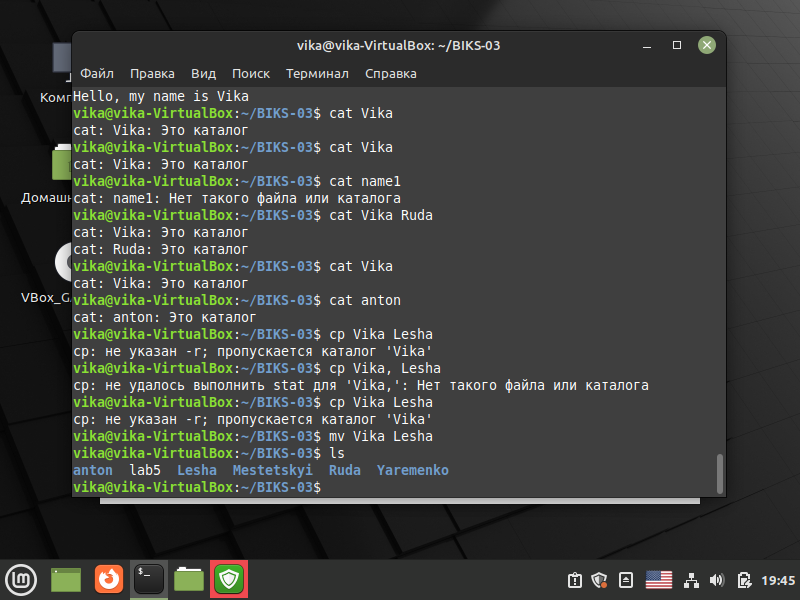 vika@vika-VirtualBox: ~/BIKS-03
Файл Правка Вид Поиск Терминал Справка
Hello, my name is Vika
vika@vika-VirtualBox:~/BIKS-03$ cat Vika
cat: Vika: Это каталог
vika@vika-VirtualBox:~/BIKS-03$ cat Vika
cat: Vika: Это каталог
vika@vika-VirtualBox:~/BIKS-03$ cat name1
cat: name1: Нет такого файла или каталога
vika@vika-VirtualBox:~/BIKS-03$ cat Vika Ruda
cat: Vika: Это каталог
cat: Ruda: Это каталог
vika@vika-VirtualBox:~/BIKS-03$ cat Vika
cat: Vika: Это каталог
vika@vika-VirtualBox:~/BIKS-03$ cat anton
cat: anton: Это каталог
vika@vika-VirtualBox:~/BIKS-03$ cp Vika Lesha
cp: не указан -r; пропускается каталог 'Vika'
vika@vika-VirtualBox:~/BIKS-03$ cp Vika, Lesha
cp: не удалось выполнить stat для 'Vika,': Нет такого файла или каталога
vika@vika-VirtualBox:~/BIKS-03$ cp Vika Lesha
cp: не указан -r; пропускается каталог 'Vika'
vika@vika-VirtualBox:~/BIKS-03$ mv Vika Lesha
vika@vika-VirtualBox:~/BIKS-03$ ls
anton lab5 Lesha Mestetskyi Ruda Yaremenko
vika@vika-VirtualBox:~/BIKS-03$
19:45